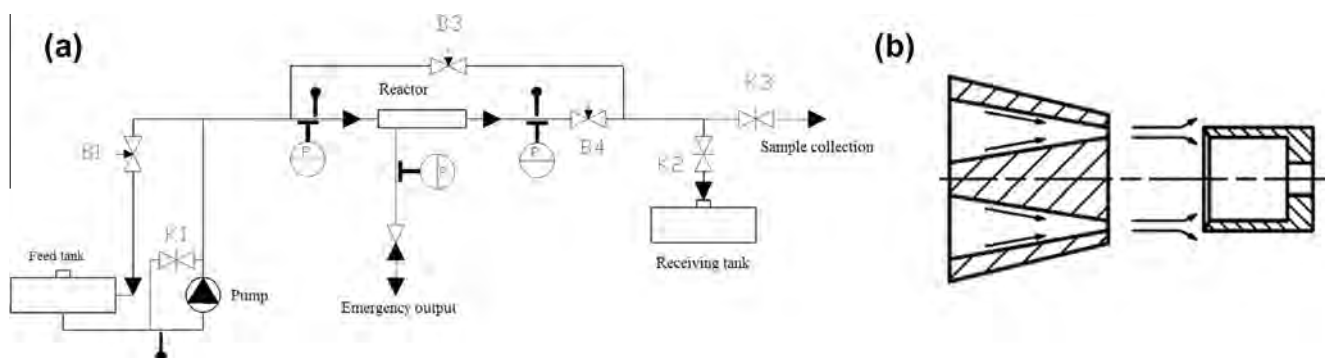 (a)
B3
(b)
Reactor
K3
B1
P
P
B4
Sample collection
P
K2
K1
Feed tank
Pump
Receiving tank
Emergency output